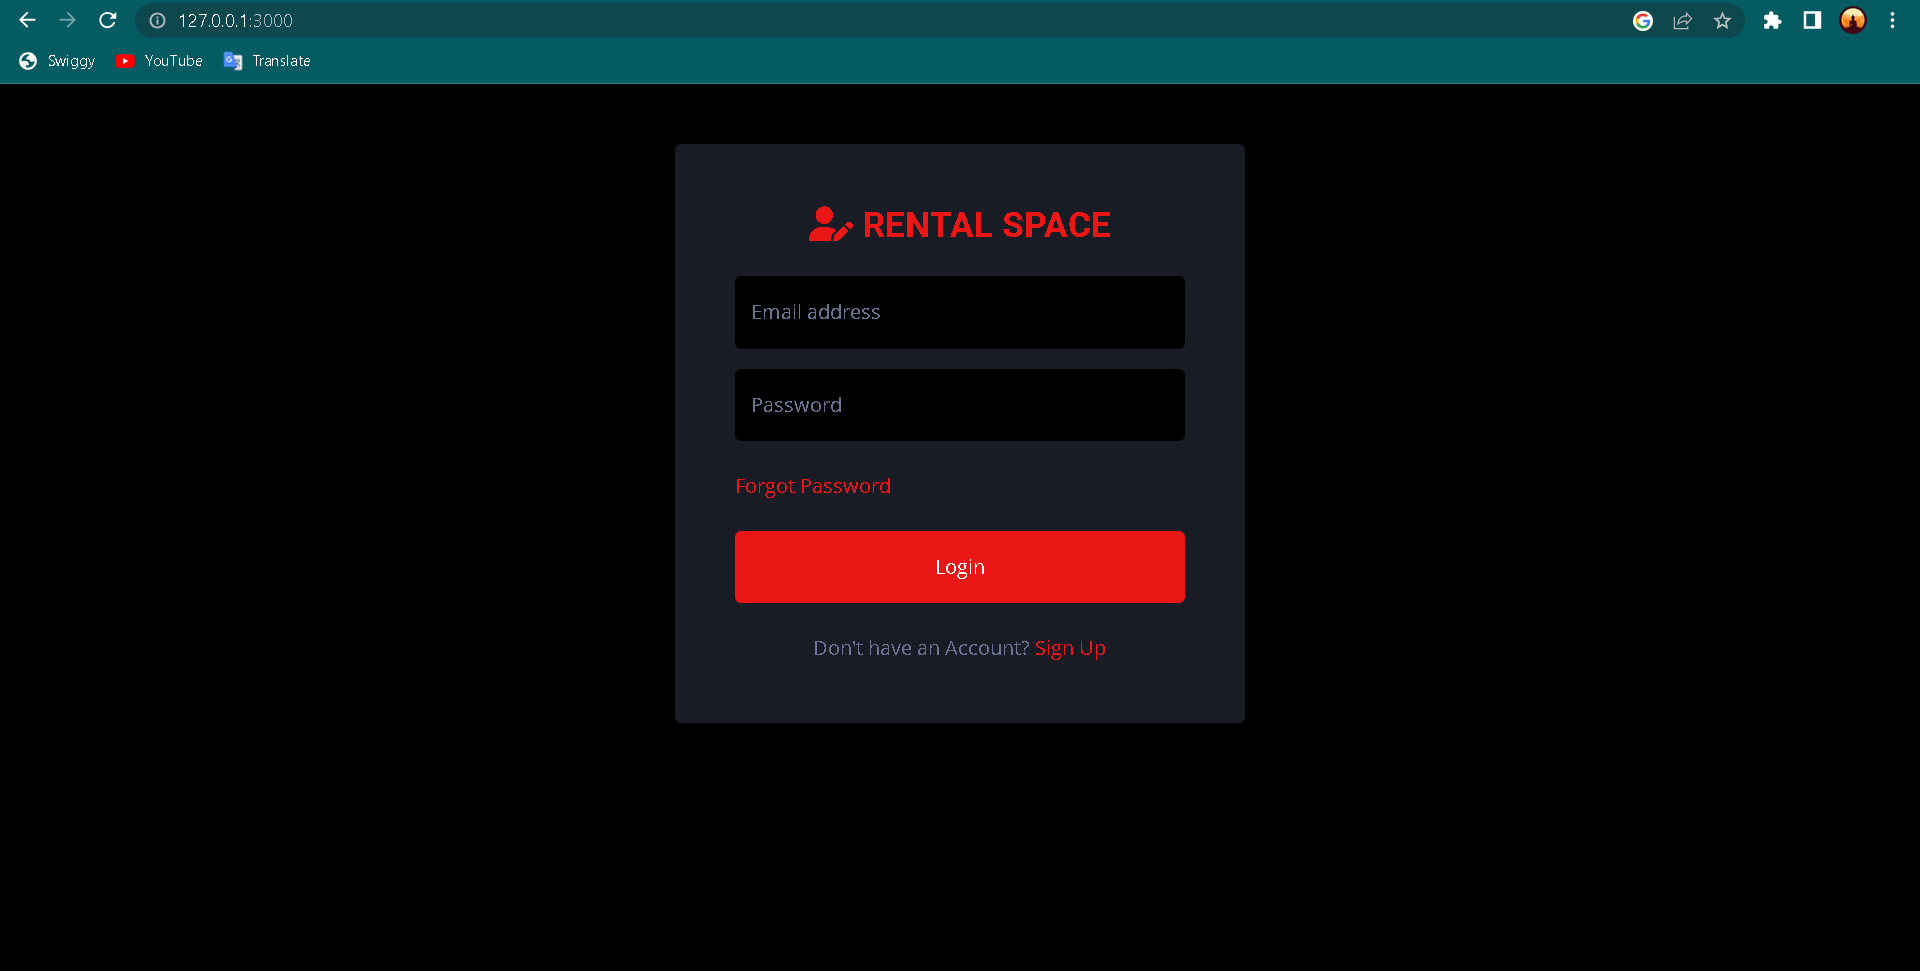 127.0.0.1:3000
Swiggy YouTube Translate
RENTAL SPACE
Email address
Password
Forgot Password
Login
Don't have an Account? Sign Up